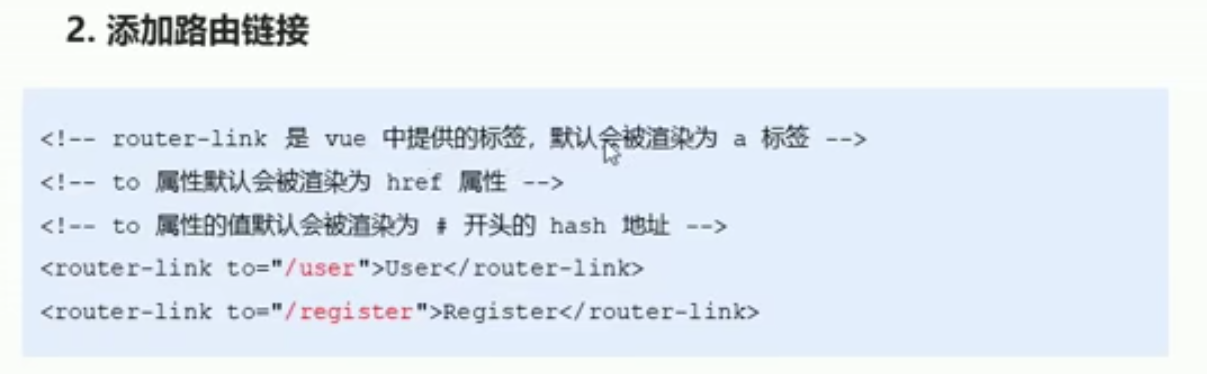 2. 添加路由链接
<!-- router-link 是 vue 中提供的标签, 默认会被渲染为 a 标签 -->
<!-- to 属性默认会被渲染为 href 属性 -->
<!-- to 属性的值默认会被渲染为 # 开头的 hash 地址 -->
<router-link to="/user">User</router-link>
<router-link to="/register">Register</router-link>